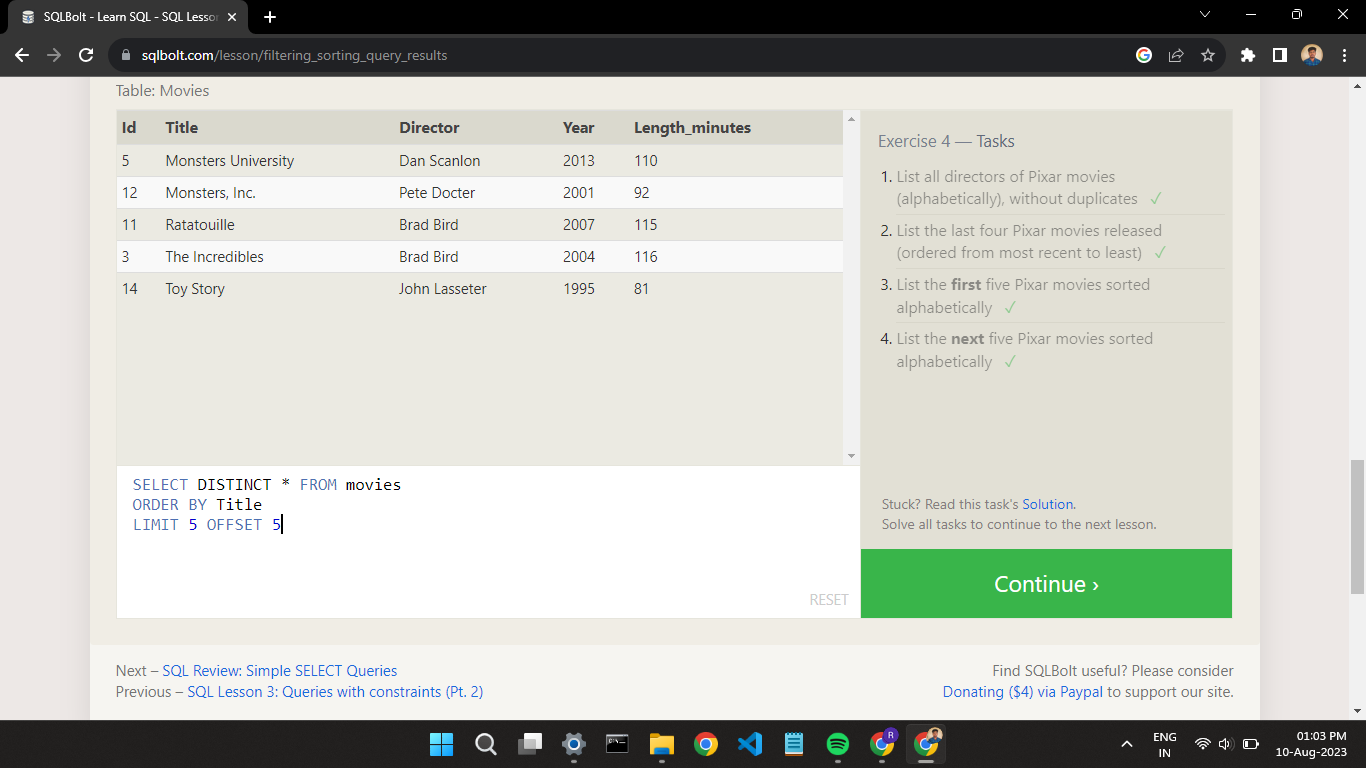 SQLBolt - Learn SQL - SQL Lesson
sqlbolt.com/lesson/filtering_sorting_query_results
Table: Movies
Id Title Director Year Length_minutes
5 Monsters University Dan Scanlon 2013 110
12 Monsters, Inc. Pete Docter 2001 92
11 Ratatouille Brad Bird 2007 115
3 The Incredibles Brad Bird 2004 116
14 Toy Story John Lasseter 1995 81
SELECT DISTINCT * FROM movies
ORDER BY Title
LIMIT 5 OFFSET 5
RESET
Exercise 4 — Tasks
1. List all directors of Pixar movies
(alphabetically), without duplicates ✓
2. List the last four Pixar movies released
(ordered from most recent to least) ✓
3. List the first five Pixar movies sorted
alphabetically ✓
4. List the next five Pixar movies sorted
alphabetically ✓
Stuck? Read this task's Solution.
Solve all tasks to continue to the next lesson.
Continue ›
Next – SQL Review: Simple SELECT Queries
Previous – SQL Lesson 3: Queries with constraints (Pt. 2)
Find SQLBolt useful? Please consider
Donating ($4) via Paypal to support our site.
R
ENG
IN
01:03 PM
10-Aug-2023